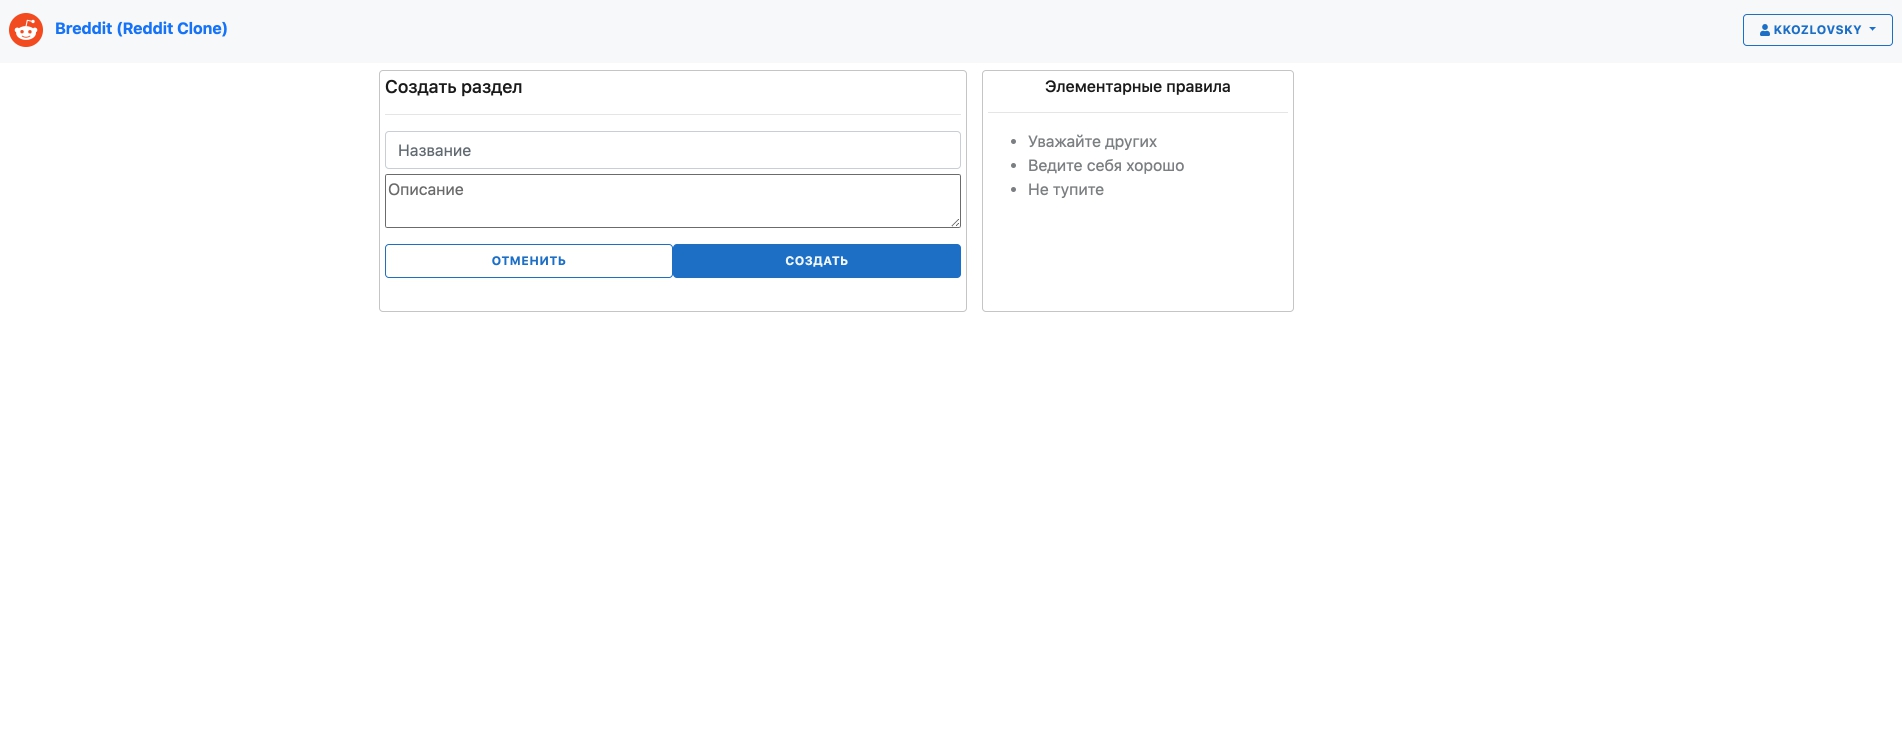 Breddit (Reddit Clone)
KKOZLOVSKY
Создать раздел
Название
Описание
ОТМЕНИТЬ
СОЗДАТЬ
Элементарные правила
Уважайте других
Ведите себя хорошо
Не тупите